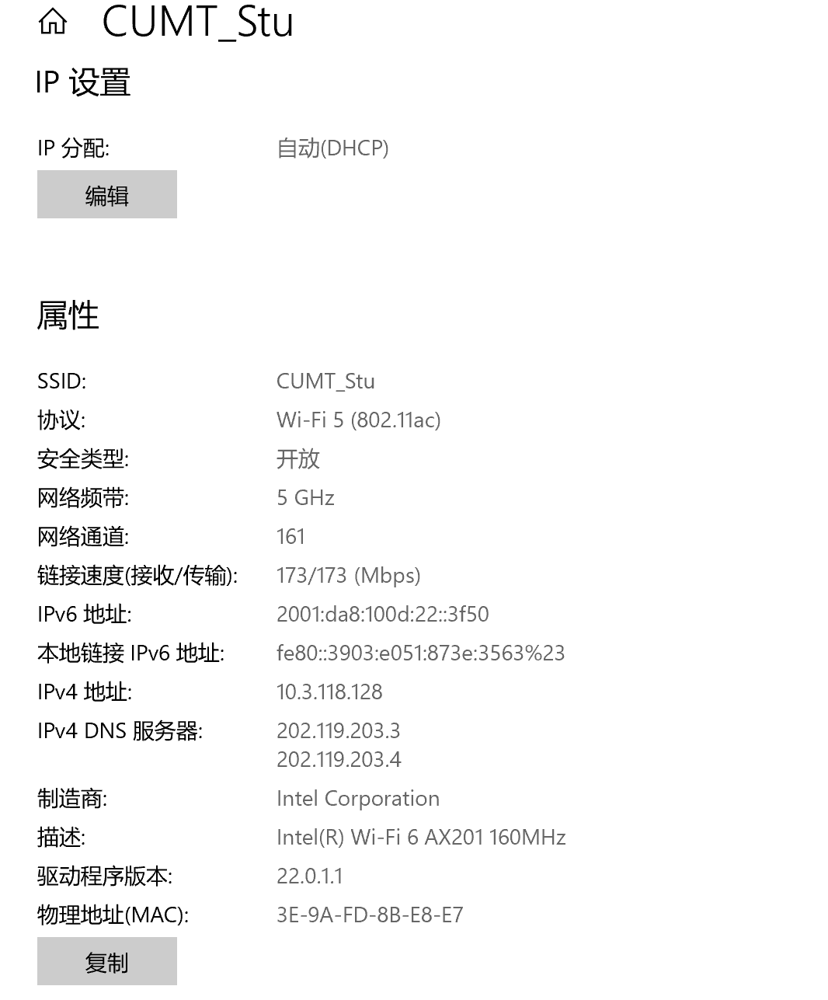 CUMT_Stu
IP 设置
IP 分配: 自动(DHCP)
编辑
属性
SSID: CUMT_Stu
协议: Wi-Fi 5 (802.11ac)
安全类型: 开放
网络频带: 5 GHz
网络通道: 161
链接速度(接收/传输): 173/173 (Mbps)
IPv6 地址: 2001:da8:100d:22::3f50
本地链接 IPv6 地址: fe80::3903:e051:873e:3563%23
IPv4 地址: 10.3.118.128
IPv4 DNS 服务器: 202.119.203.3
202.119.203.4
制造商: Intel Corporation
描述: Intel(R) Wi-Fi 6 AX201 160MHz
驱动程序版本: 22.0.1.1
物理地址(MAC): 3E-9A-FD-8B-E8-E7
复制